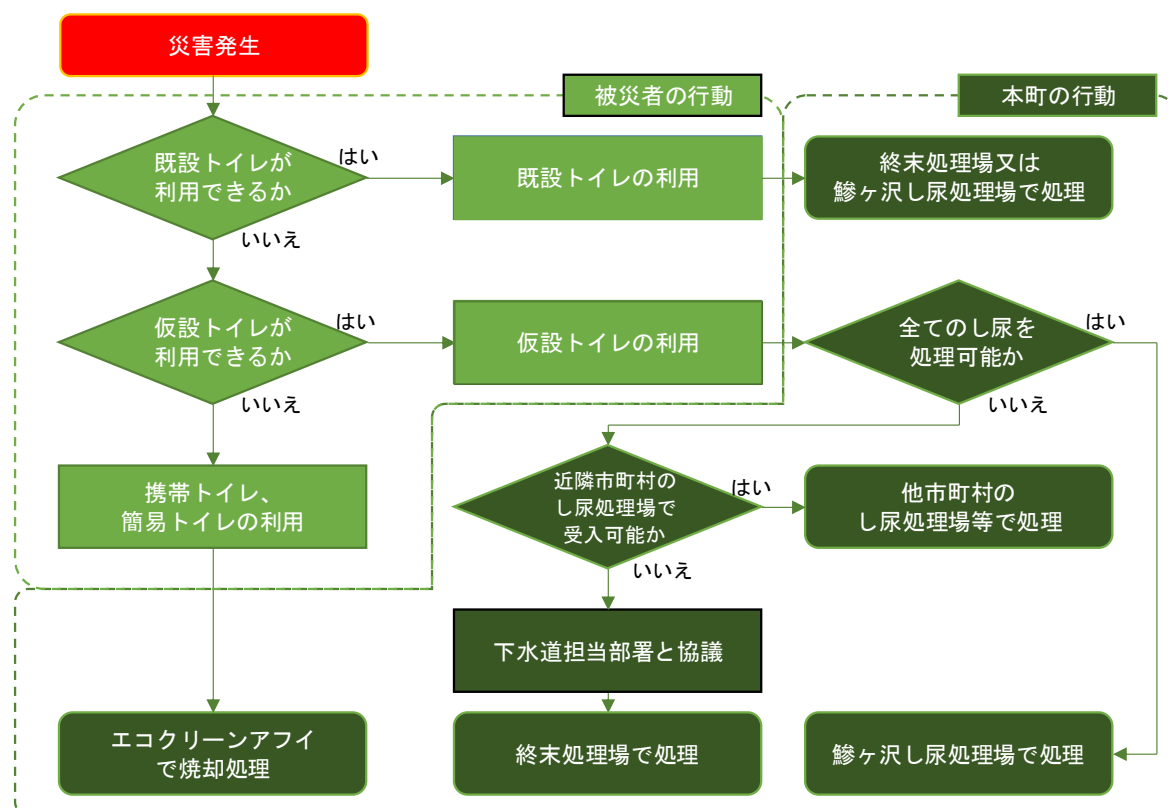 災害発生
被災者の行動
本町の行動
既設トイレが
利用できるか
はい
既設トイレの利用
終末処理場又は
鰺ヶ沢し尿処理場で処理
いいえ
仮設トイレが
利用できるか
はい
仮設トイレの利用
全てのし尿を
処理可能か
はい
いいえ
いいえ
携帯トイレ、
簡易トイレの利用
近隣市町村の
し尿処理場で
受入可能か
はい
他市町村の
し尿処理場等で処理
いいえ
下水道担当部署と協議
エコクリーンアフイ
で焼却処理
終末処理場で処理
鰺ヶ沢し尿処理場で処理